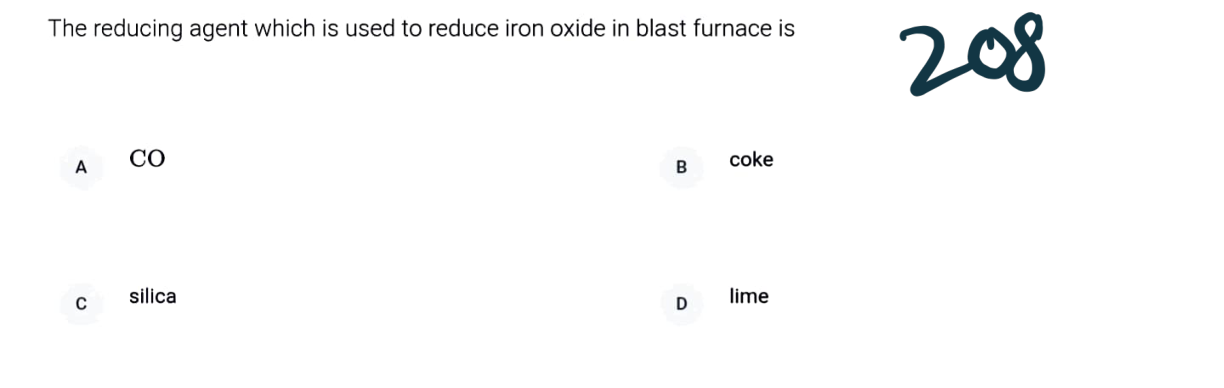 The reducing agent which is used to reduce iron oxide in blast furnace is
208
A CO
B coke
C silica
D lime